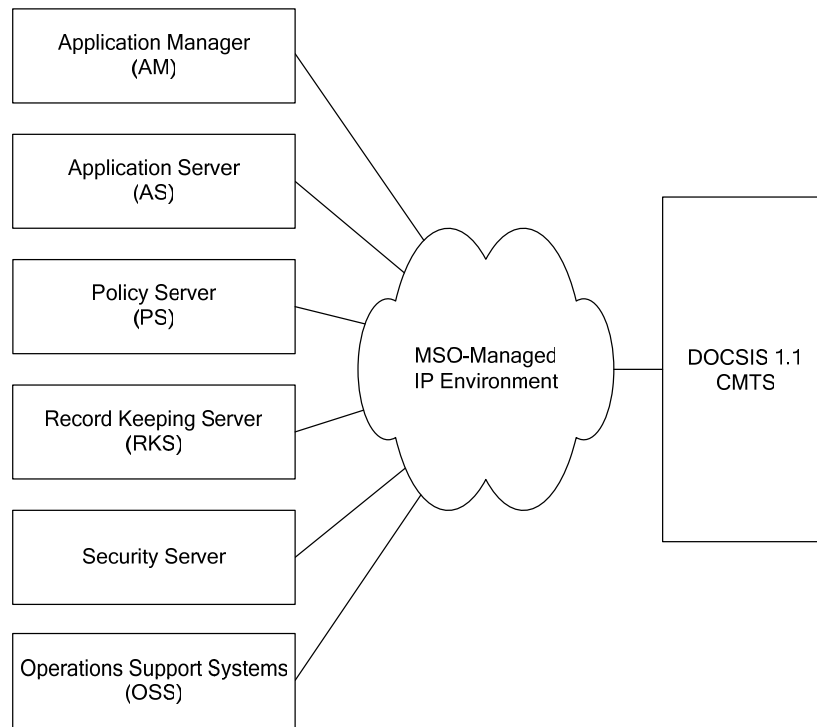 Application Manager
(AM)
Application Server
(AS)
Policy Server
(PS)
Record Keeping Server
(RKS)
Security Server
Operations Support Systems
(OSS)
MSO-Managed
IP Environment
DOCSIS 1.1
CMTS